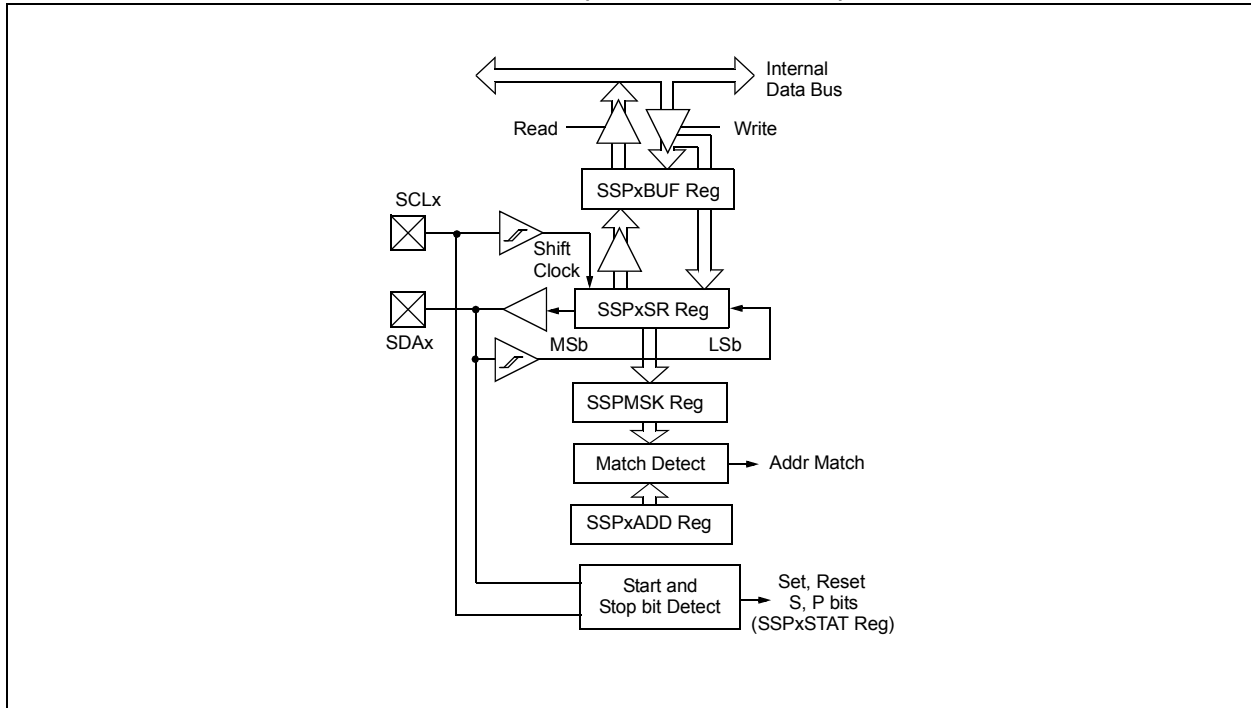 Internal
Data Bus
Read
Write
SSPxBUF Reg
SCLx
Shift
Clock
SSPxSR Reg
SDAx
MSb
LSb
SSPMSK Reg
Match Detect
Addr Match
SSPxADD Reg
Start and
Stop bit Detect
Set, Reset
S, P bits
(SSPxSTAT Reg)